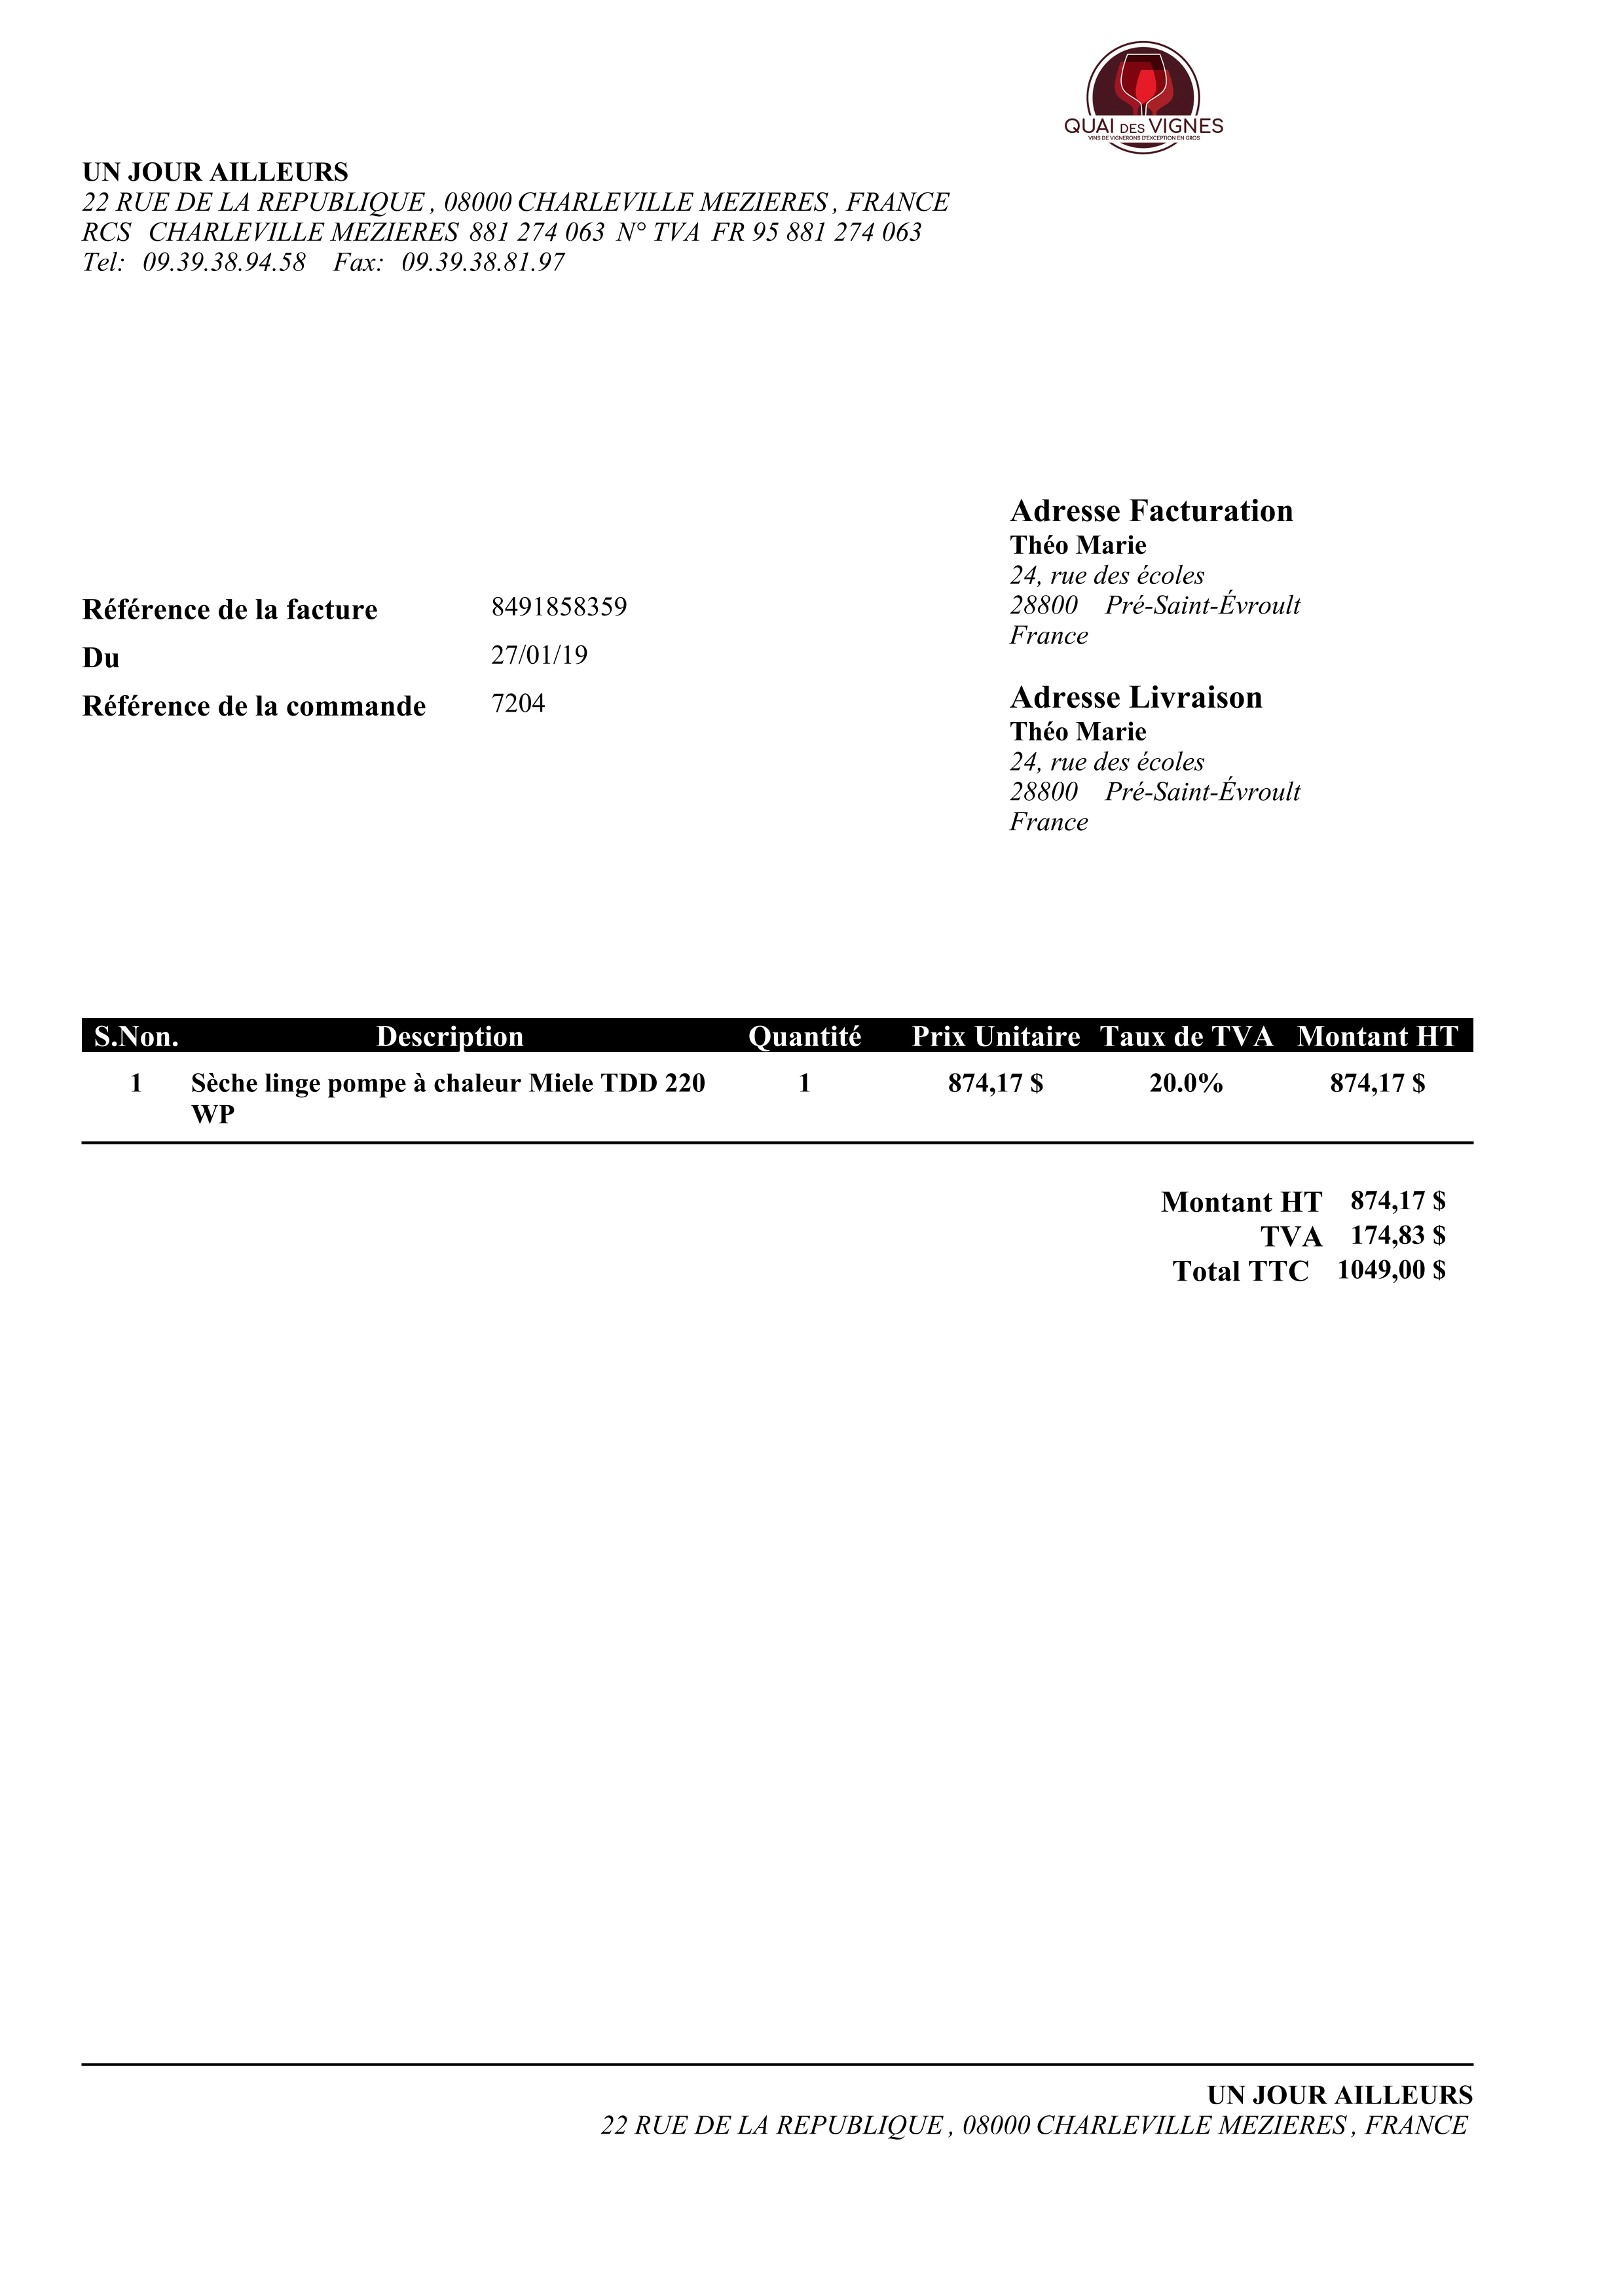 QUAI DES VIGNES
VINS DE VIGNERONS D'EXCEPTION EN GROS
UN JOUR AILLEURS
22 RUE DE LA REPUBLIQUE , 08000 CHARLEVILLE MEZIERES , FRANCE
RCS CHARLEVILLE MEZIERES 881 274 063 N° TVA FR 95 881 274 063
Tel: 09.39.38.94.58 Fax: 09.39.38.81.97
Référence de la facture 8491858359
Du 27/01/19
Référence de la commande 7204
Adresse Facturation
Théo Marie
24, rue des écoles
28800 Pré-Saint-Évroult
France
Adresse Livraison
Théo Marie
24, rue des écoles
28800 Pré-Saint-Évroult
France
S.Non. Description Quantité Prix Unitaire Taux de TVA Montant HT
1 Sèche linge pompe à chaleur Miele TDD 220 1 874,17 $ 20.0% 874,17 $
WP
Montant HT 874,17 $
TVA 174,83 $
Total TTC 1049,00 $
UN JOUR AILLEURS
22 RUE DE LA REPUBLIQUE , 08000 CHARLEVILLE MEZIERES , FRANCE